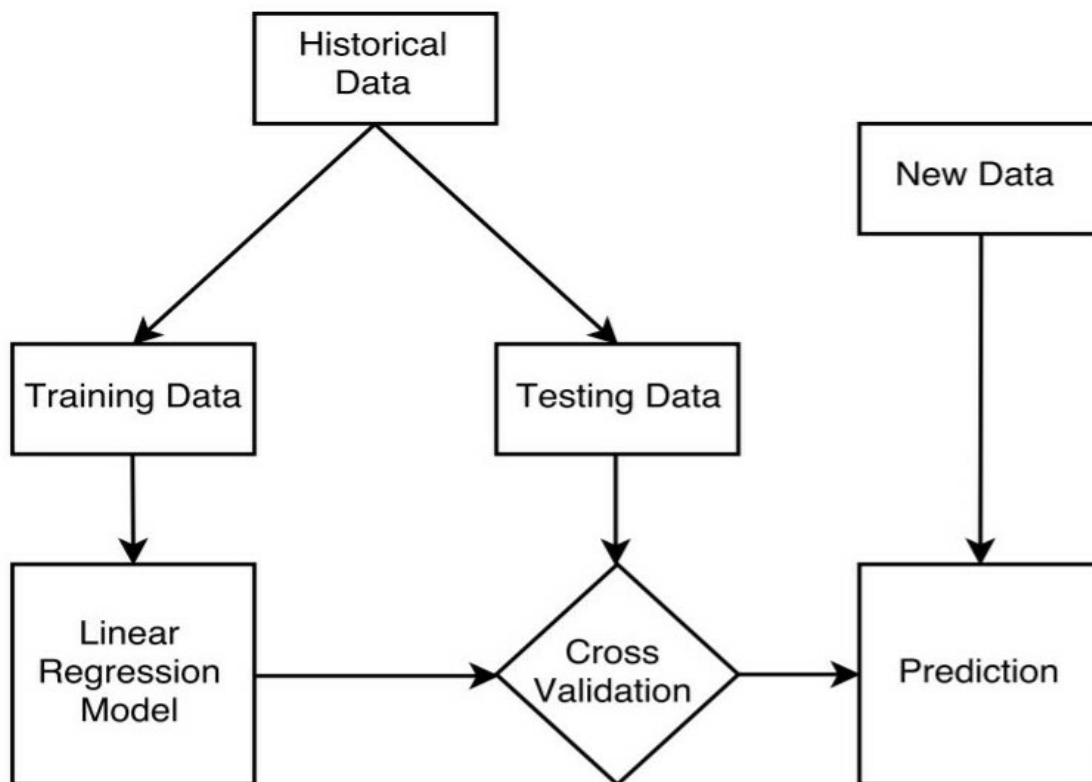 Historical
Data
New Data
Training Data
Testing Data
Linear
Regression
Model
Cross
Validation
Prediction